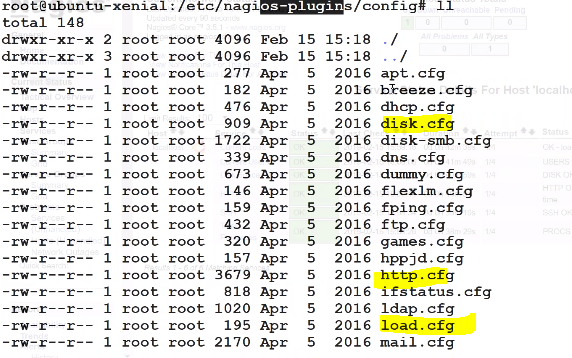 root@ubuntu-xenial:/etc/nagios-plugins/config# ll
total 148
drwxr-xr-x 2 root root 4096 Feb 15 15:18 ./
drwxr-xr-x 3 root root 4096 Feb 15 15:18 ../
-rw-r--r-- 1 root root 277 Apr 5 2016 apt.cfg
-rw-r--r-- 1 root root 182 Apr 5 2016 breeze.cfg
-rw-r--r-- 1 root root 476 Apr 5 2016 dhcp.cfg
-rw-r--r-- 1 root root 909 Apr 5 2016 disk.cfg
-rw-r--r-- 1 root root 1722 Apr 5 2016 disk-smb.cfg
-rw-r--r-- 1 root root 339 Apr 5 2016 dns.cfg
-rw-r--r-- 1 root root 673 Apr 5 2016 dummy.cfg
-rw-r--r-- 1 root root 146 Apr 5 2016 flexlm.cfg
-rw-r--r-- 1 root root 159 Apr 5 2016 fping.cfg
-rw-r--r-- 1 root root 432 Apr 5 2016 ftp.cfg
-rw-r--r-- 1 root root 320 Apr 5 2016 games.cfg
-rw-r--r-- 1 root root 157 Apr 5 2016 hppjd.cfg
-rw-r--r-- 1 root root 3679 Apr 5 2016 http.cfg
-rw-r--r-- 1 root root 818 Apr 5 2016 ifstatus.cfg
-rw-r--r-- 1 root root 1020 Apr 5 2016 ldap.cfg
-rw-r--r-- 1 root root 195 Apr 5 2016 load.cfg
-rw-r--r-- 1 root root 2170 Apr 5 2016 mail.cfg